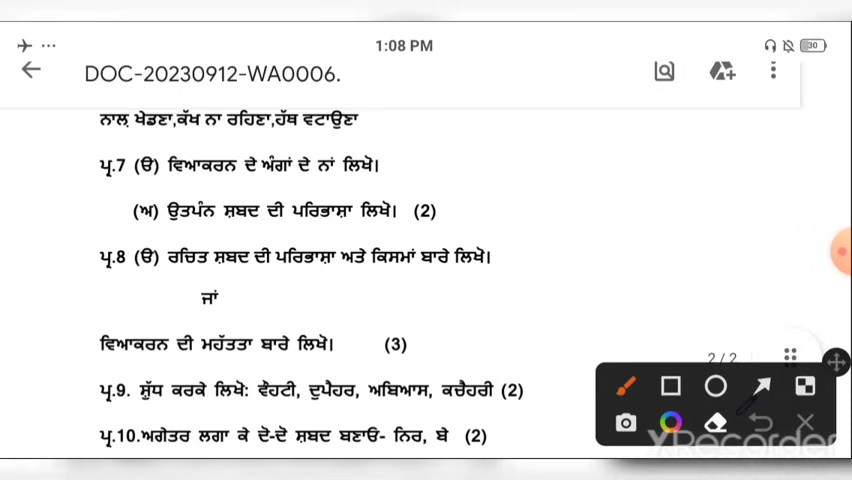 1:08 PM
30
DOC-20230912-WA0006.
ਨਾਲ਼ ਖੇਡਣਾ,ਕੱਖ ਨਾ ਰਹਿਣਾ,ਹੱਥ ਵਟਾਉਣਾ
ਪ੍ਰ.7 (ੳ) ਵਿਆਕਰਨ ਦੇ ਅੰਗਾਂ ਦੇ ਨਾਂ ਲਿਖੋ।
(ਅ) ਉਤਪੰਨ ਸ਼ਬਦ ਦੀ ਪਰਿਭਾਸ਼ਾ ਲਿਖੋ। (2)
ਪ੍ਰ.8 (ੳ) ਰਚਿਤ ਸ਼ਬਦ ਦੀ ਪਰਿਭਾਸ਼ਾ ਅਤੇ ਕਿਸਮਾਂ ਬਾਰੇ ਲਿਖੋ।
ਜਾਂ
ਵਿਆਕਰਨ ਦੀ ਮਹੱਤਤਾ ਬਾਰੇ ਲਿਖੋ। (3)
2 / 2
ਪ੍ਰ.9. ਸ਼ੁੱਧ ਕਰਕੇ ਲਿਖੋ: ਵੈਹਟੀ, ਦੁਪੈਹਰ, ਅਬਿਆਸ, ਕਚੈਹਰੀ (2)
ਪ੍ਰ.10.ਅਗੇਤਰ ਲਗਾ ਕੇ ਦੋ-ਦੋ ਸ਼ਬਦ ਬਣਾਓ- ਨਿਰ, ਬੇ (2)
XRecorder